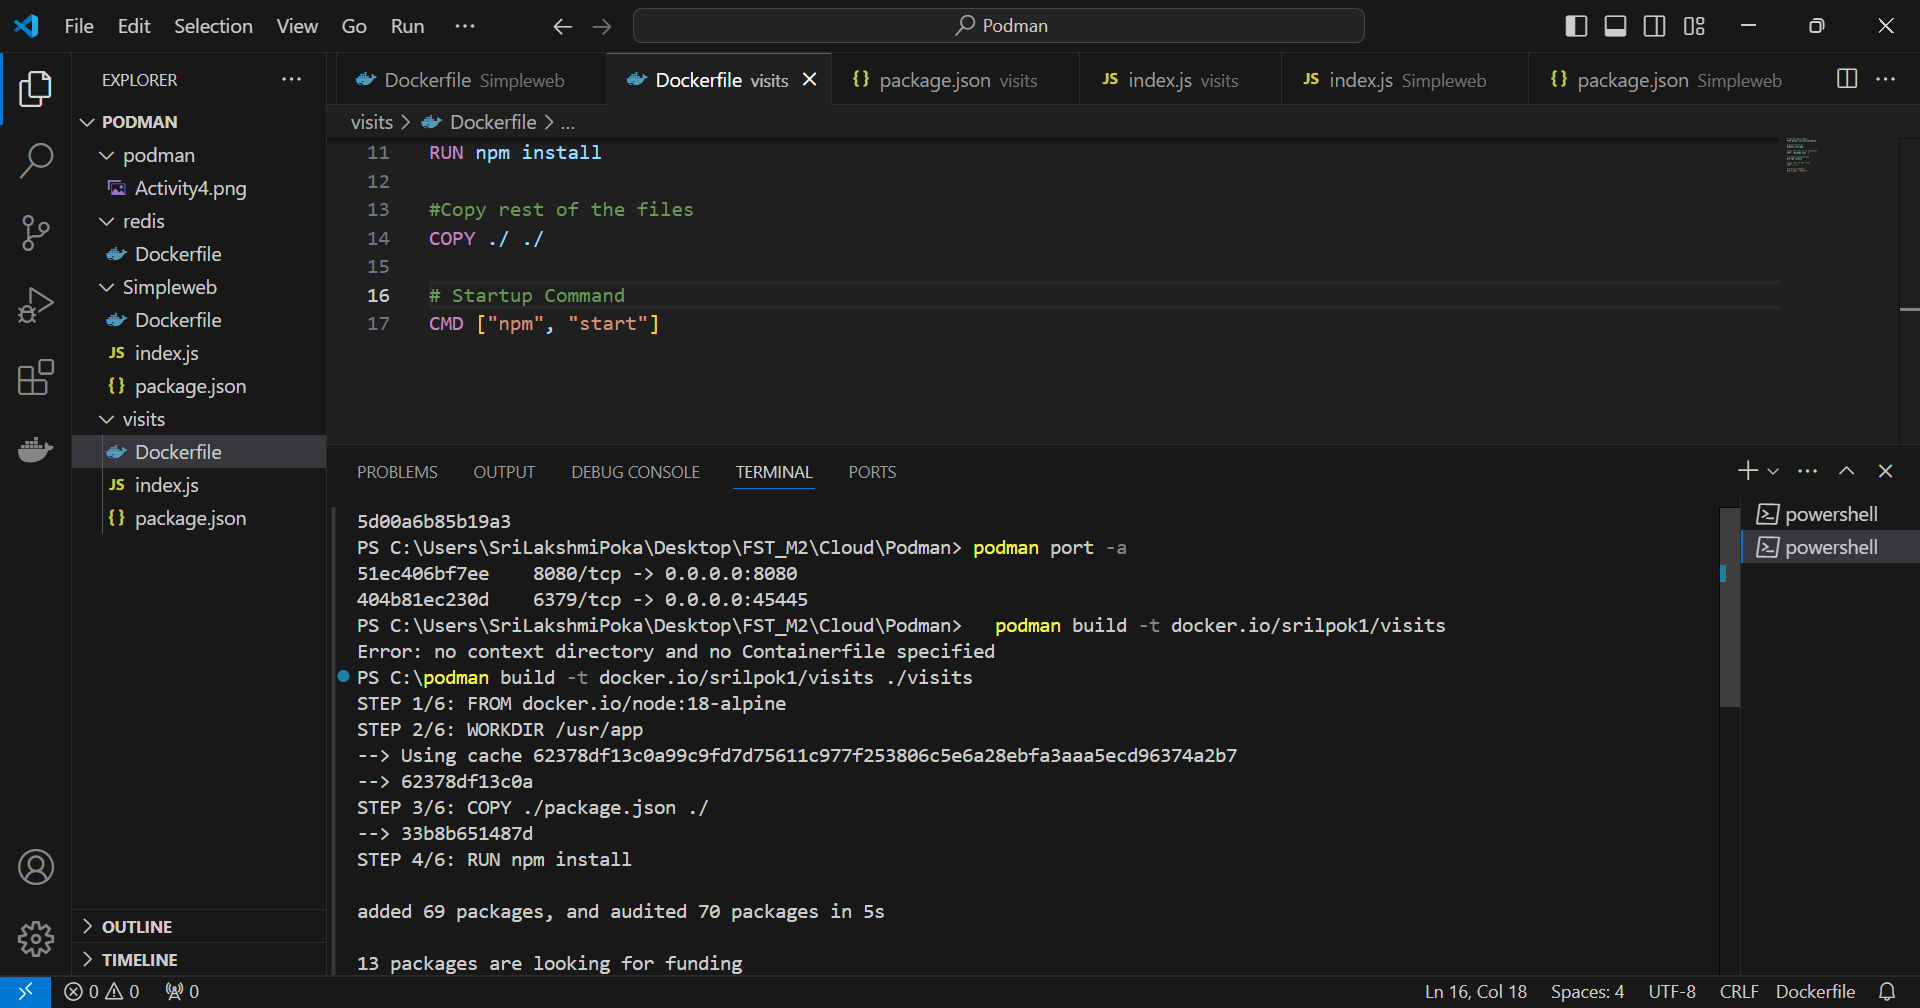 File Edit Selection View Go Run ···
Podman
EXPLORER ···
PODMAN
podman
Activity4.png
redis
Dockerfile
Simpleweb
Dockerfile
JS index.js
{} package.json
visits
Dockerfile
JS index.js
{} package.json
OUTLINE
TIMELINE
Dockerfile Simpleweb
Dockerfile visits
{} package.json visits
JS index.js visits
JS index.js Simpleweb
{} package.json Simpleweb
visits > Dockerfile > ...
11 RUN npm install
12
13 #Copy rest of the files
14 COPY ./ ./
15
16 # Startup Command
17 CMD ["npm", "start"]
PROBLEMS OUTPUT DEBUG CONSOLE TERMINAL PORTS
5d00a6b85b19a3
PS C:\Users\SriLakshmiPoka\Desktop\FST_M2\Cloud\Podman> podman port -a
51ec406bf7ee 8080/tcp -> 0.0.0.0:8080
404b81ec230d 6379/tcp -> 0.0.0.0:45445
PS C:\Users\SriLakshmiPoka\Desktop\FST_M2\Cloud\Podman> podman build -t docker.io/srilpok1/visits
Error: no context directory and no Containerfile specified
PS C:\podman build -t docker.io/srilpok1/visits ./visits
STEP 1/6: FROM docker.io/node:18-alpine
STEP 2/6: WORKDIR /usr/app
--> Using cache 62378df13c0a99c9fd7d75611c977f253806c5e6a28ebfa3aaa5ecd96374a2b7
--> 62378df13c0a
STEP 3/6: COPY ./package.json ./
--> 33b8b651487d
STEP 4/6: RUN npm install
added 69 packages, and audited 70 packages in 5s
13 packages are looking for funding
powershell
powershell
0 0 0
Ln 16, Col 18 Spaces: 4 UTF-8 CRLF Dockerfile